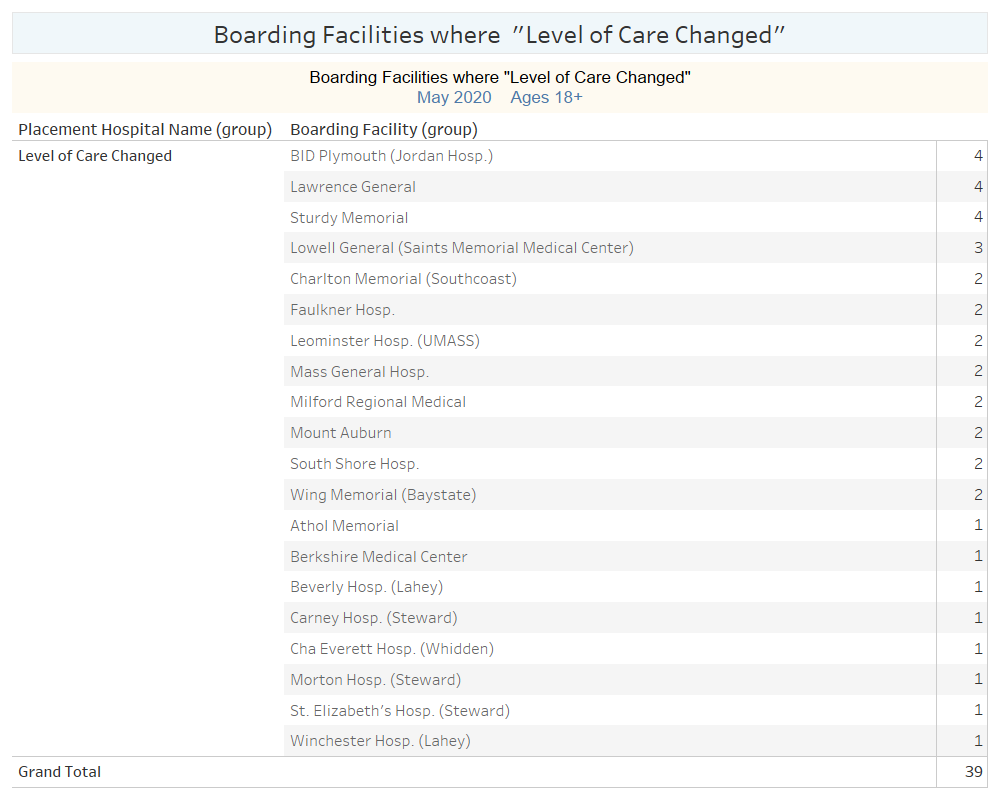 Boarding Facilities where "Level of Care Changed"
Boarding Facilities where "Level of Care Changed"
May 2020 Ages 18+
Placement Hospital Name (group) Boarding Facility (group)
Level of Care Changed BID Plymouth (Jordan Hosp.) 4
Lawrence General 4
Sturdy Memorial 4
Lowell General (Saints Memorial Medical Center) 3
Charlton Memorial (Southcoast) 2
Faulkner Hosp. 2
Leominster Hosp. (UMASS) 2
Mass General Hosp. 2
Milford Regional Medical 2
Mount Auburn 2
South Shore Hosp. 2
Wing Memorial (Baystate) 2
Athol Memorial 1
Berkshire Medical Center 1
Beverly Hosp. (Lahey) 1
Carney Hosp. (Steward) 1
Cha Everett Hosp. (Whidden) 1
Morton Hosp. (Steward) 1
St. Elizabeth's Hosp. (Steward) 1
Winchester Hosp. (Lahey) 1
Grand Total 39